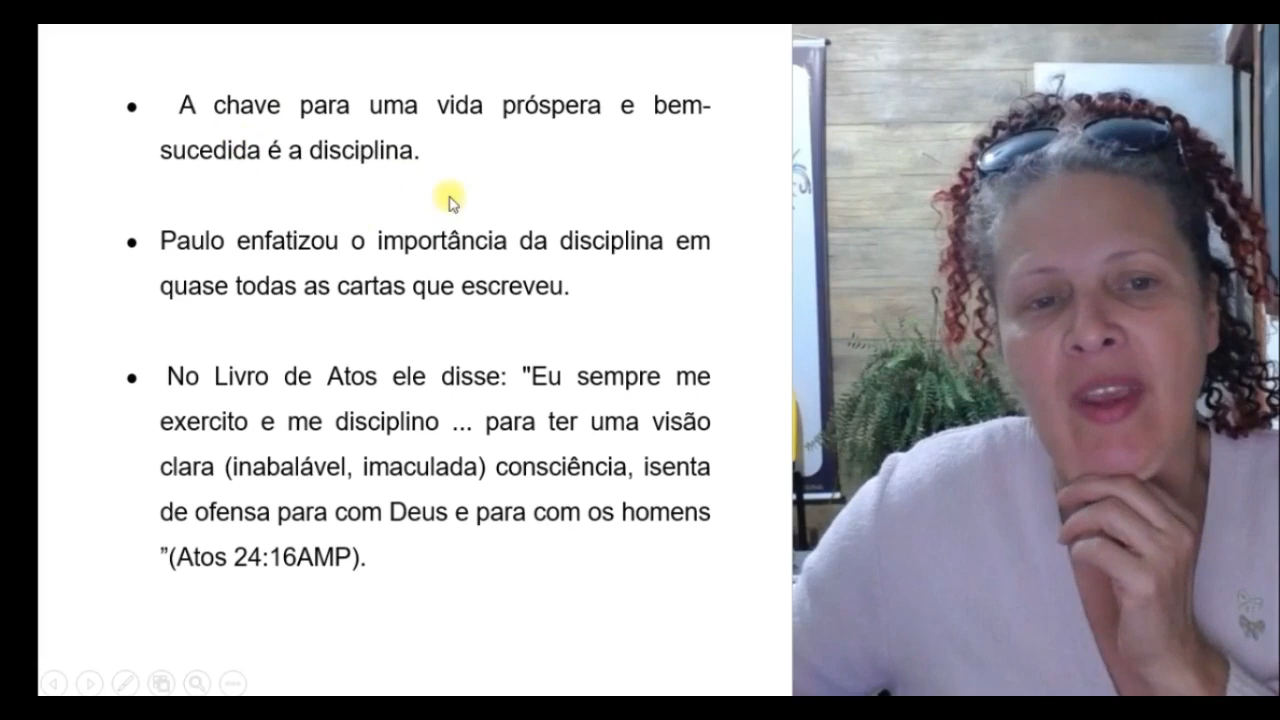 A chave para uma vida próspera e bem-
sucedida é a disciplina.
Paulo enfatizou o importância da disciplina em
quase todas as cartas que escreveu.
No Livro de Atos ele disse: "Eu sempre me
exercito e me disciplino ... para ter uma visão
clara (inabalável, imaculada) consciência, isenta
de ofensa para com Deus e para com os homens
”(Atos 24:16AMP).